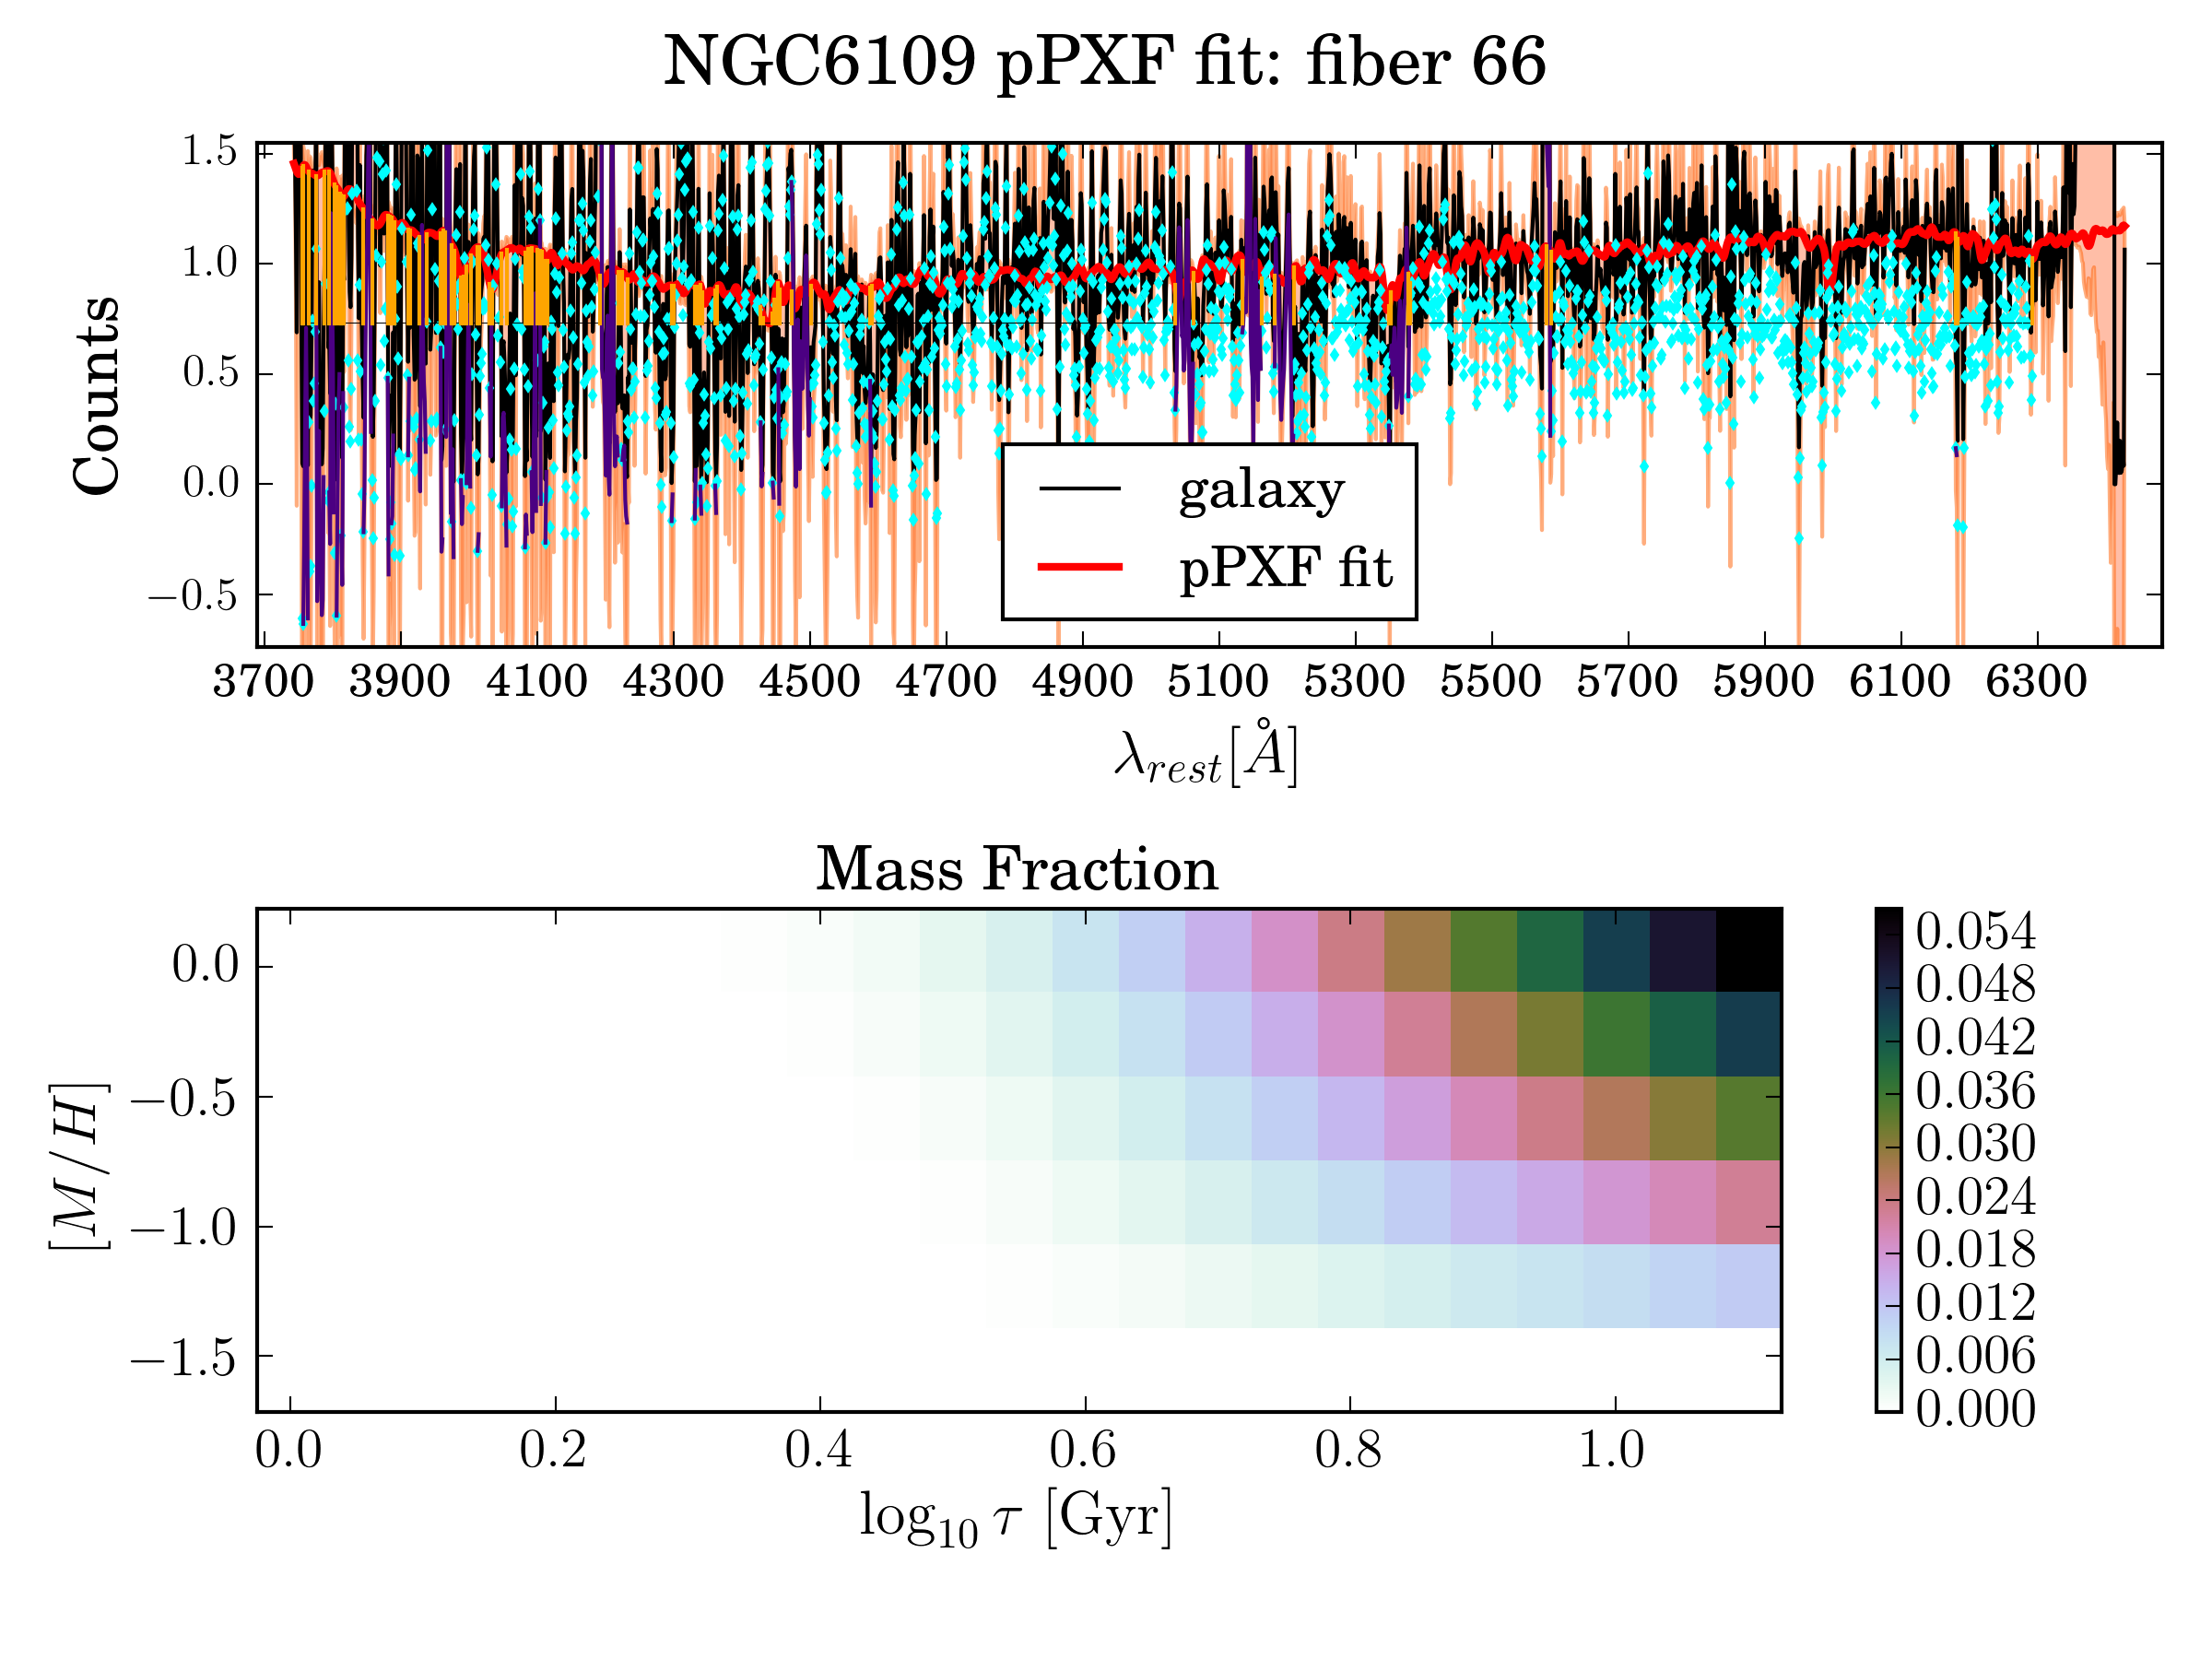 NGC6109 pPXF fit: fiber 66
1.5
1.0
0.5
0.0
−0.5
Counts
galaxy
pPXF fit
3700 3900 4100 4300 4500 4700 4900 5100 5300 5500 5700 5900 6100 6300
λrest[Å]
Mass Fraction
0.0
−0.5
−1.0
−1.5
[M/H]
0.054
0.048
0.042
0.036
0.030
0.024
0.018
0.012
0.006
0.000
0.0 0.2 0.4 0.6 0.8 1.0
log10 τ [Gyr]